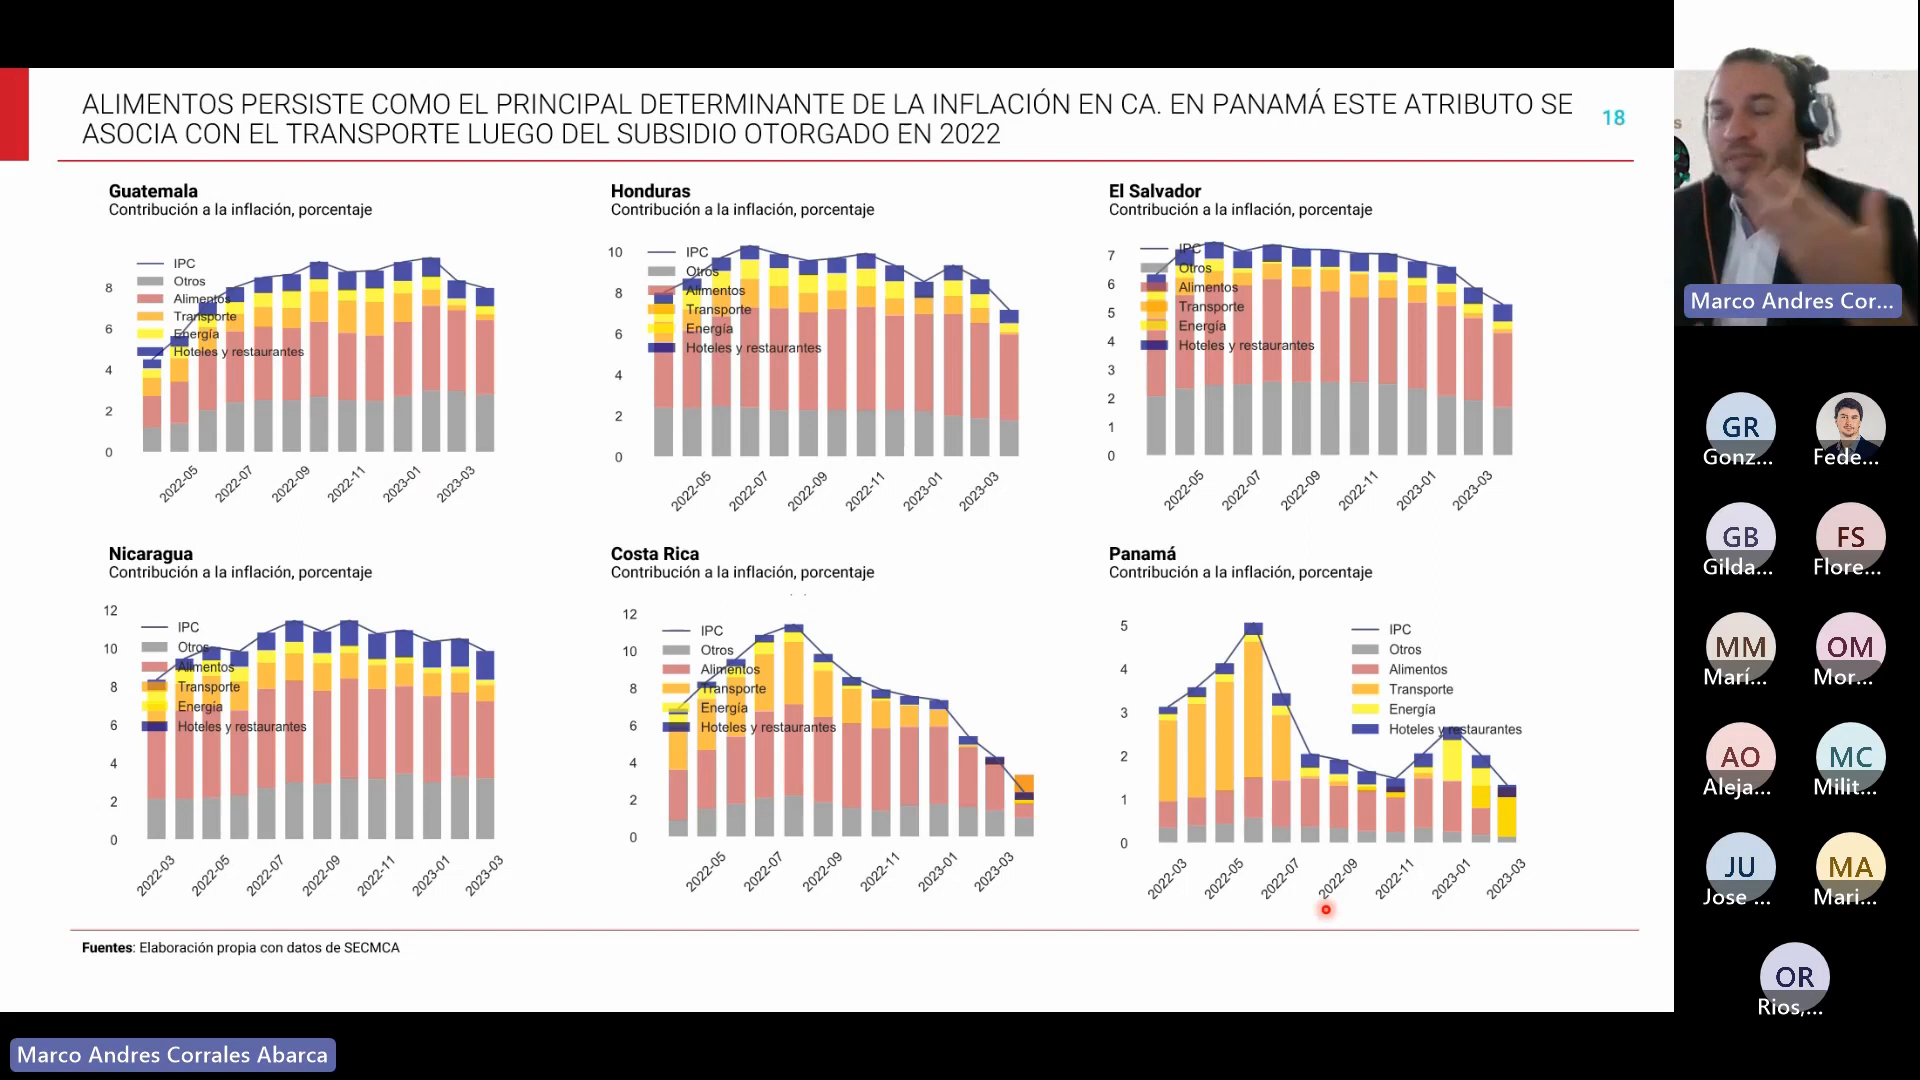 ALIMENTOS PERSISTE COMO EL PRINCIPAL DETERMINANTE DE LA INFLACIÓN EN CA. EN PANAMÁ ESTE ATRIBUTO SE
ASOCIA CON EL TRANSPORTE LUEGO DEL SUBSIDIO OTORGADO EN 2022
18
Guatemala
Contribución a la inflación, porcentaje
IPC
Otros
Alimentos
Transporte
Energía
Hoteles y restaurantes
8
6
4
2
0
2022-05
2022-07
2022-09
2022-11
2023-01
2023-03
Honduras
Contribución a la inflación, porcentaje
IPC
Otros
Alimentos
Transporte
Energía
Hoteles y restaurantes
10
8
6
4
2
0
2022-05
2022-07
2022-09
2022-11
2023-01
2023-03
El Salvador
Contribución a la inflación, porcentaje
IPC
Otros
Alimentos
Transporte
Energía
Hoteles y restaurantes
7
6
5
4
3
2
1
0
2022-05
2022-07
2022-09
2022-11
2023-01
2023-03
Nicaragua
Contribución a la inflación, porcentaje
IPC
Otros
Alimentos
Transporte
Energía
Hoteles y restaurantes
12
10
8
6
4
2
0
2022-03
2022-05
2022-07
2022-09
2022-11
2023-01
2023-03
Costa Rica
Contribución a la inflación, porcentaje
IPC
Otros
Alimentos
Transporte
Energía
Hoteles y restaurantes
12
10
8
6
4
2
0
2022-05
2022-07
2022-09
2022-11
2023-01
2023-03
Panamá
Contribución a la inflación, porcentaje
IPC
Otros
Alimentos
Transporte
Energía
Hoteles y restaurantes
5
4
3
2
1
0
2022-03
2022-05
2022-07
2022-09
2022-11
2023-01
2023-03
Fuentes: Elaboración propia con datos de SECMCA
Marco Andres Corrales Abarca
Marco Andres Cor...
GR
Gonz...
Fede...
GB
Gilda...
FS
Flore...
MM
Marí...
OM
Mor...
AO
Aleja...
MC
Milit...
JU
Jose ...
MA
Mari...
OR
Rios,...